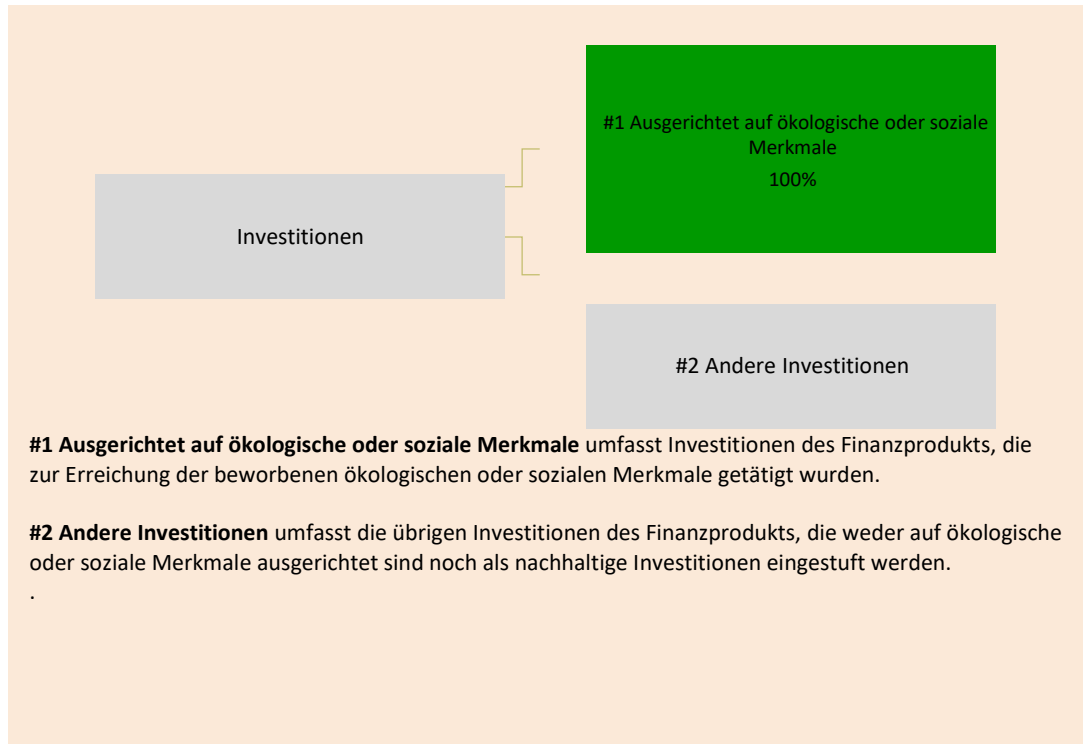 #1 Ausgerichtet auf ökologische oder soziale
Merkmale
100%
Investitionen
#2 Andere Investitionen
#1 Ausgerichtet auf ökologische oder soziale Merkmale umfasst Investitionen des Finanzprodukts, die
zur Erreichung der beworbenen ökologischen oder sozialen Merkmale getätigt wurden.
#2 Andere Investitionen umfasst die übrigen Investitionen des Finanzprodukts, die weder auf ökologische
oder soziale Merkmale ausgerichtet sind noch als nachhaltige Investitionen eingestuft werden.
.